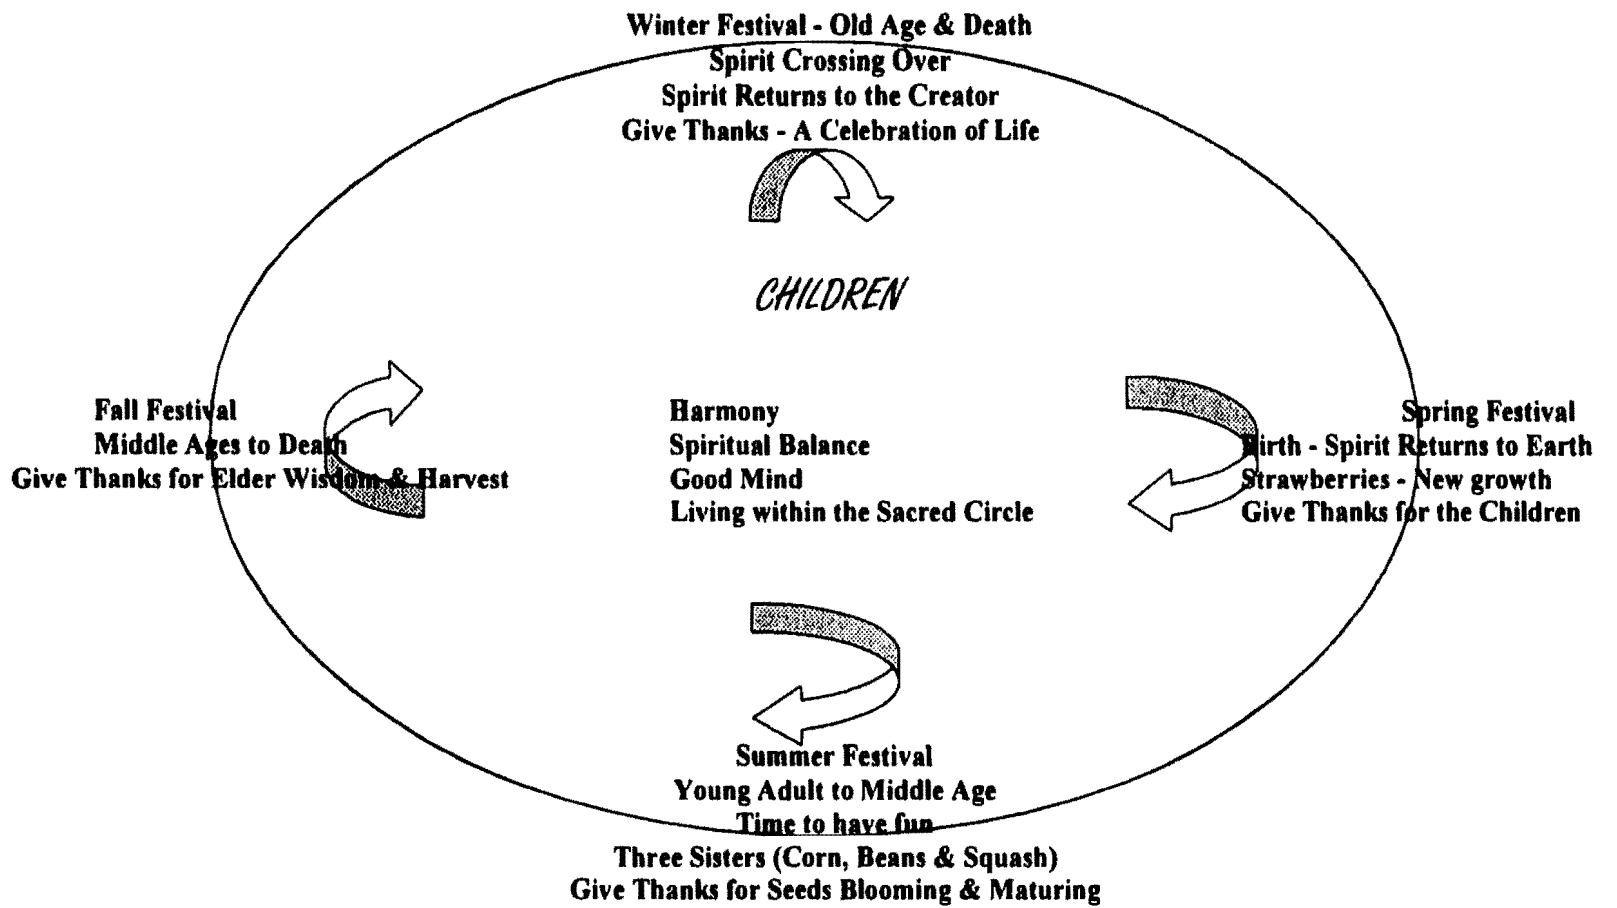 Winter Festival - Old Age & Death
Spirit Crossing Over
Spirit Returns to the Creator
Give Thanks - A Celebration of Life
CHILDREN
Fall Festival
Middle Ages to Death
Give Thanks for Elder Wisdom & Harvest
Harmony
Spiritual Balance
Good Mind
Living within the Sacred Circle
Spring Festival
Birth - Spirit Returns to Earth
Strawberries - New growth
Give Thanks for the Children
Summer Festival
Young Adult to Middle Age
Time to have fun
Three Sisters (Corn, Beans & Squash)
Give Thanks for Seeds Blooming & Maturing